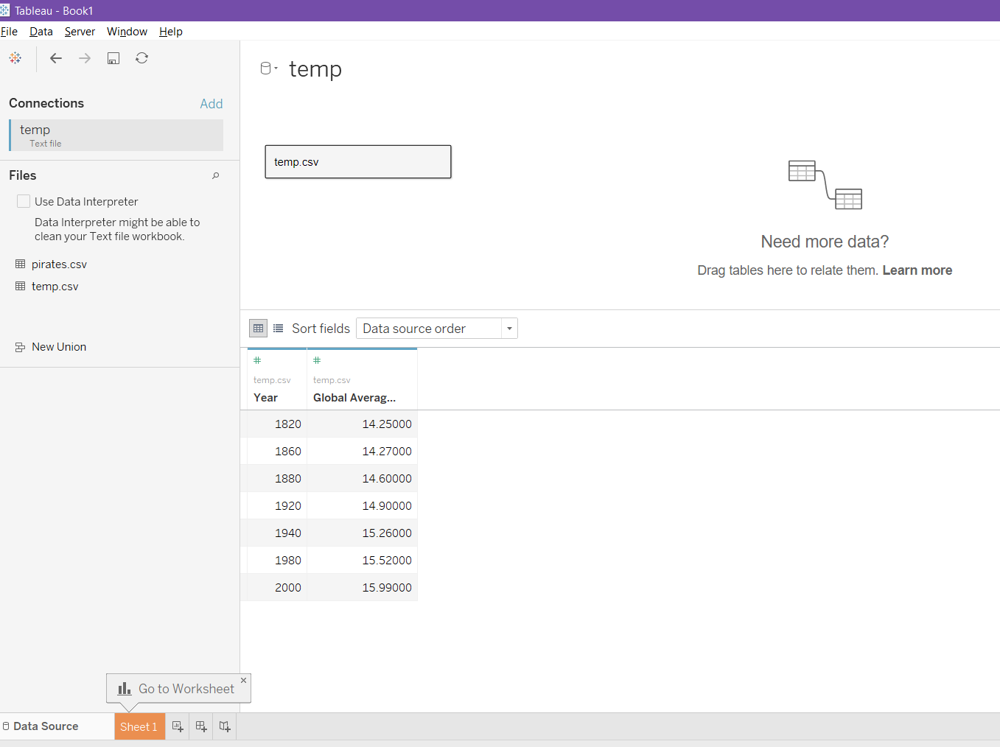 Tableau - Book1
File Data Server Window Help
temp
Connections Add
temp
Text file
temp.csv
Files
Use Data Interpreter
Data Interpreter might be able to
clean your Text file workbook.
pirates.csv
temp.csv
New Union
Need more data?
Drag tables here to relate them. Learn more
Sort fields Data source order
# #
temp.csv temp.csv
Year Global Averag...
1820 14.25000
1860 14.27000
1880 14.60000
1920 14.90000
1940 15.26000
1980 15.52000
2000 15.99000
Go to Worksheet
Data Source Sheet 1